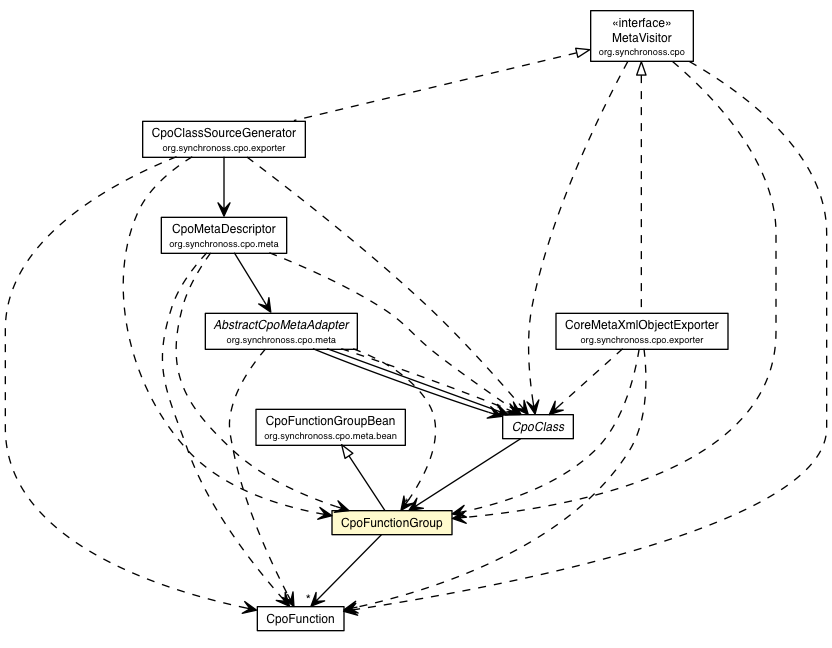 «interface»
MetaVisitor
org.synchronoss.cpo
CpoClassSourceGenerator
org.synchronoss.cpo.exporter
CpoMetaDescriptor
org.synchronoss.cpo.meta
AbstractCpoMetaAdapter
org.synchronoss.cpo.meta
CoreMetaXmlObjectExporter
org.synchronoss.cpo.exporter
CpoFunctionGroupBean
org.synchronoss.cpo.meta.bean
CpoClass
CpoFunctionGroup
*
CpoFunction